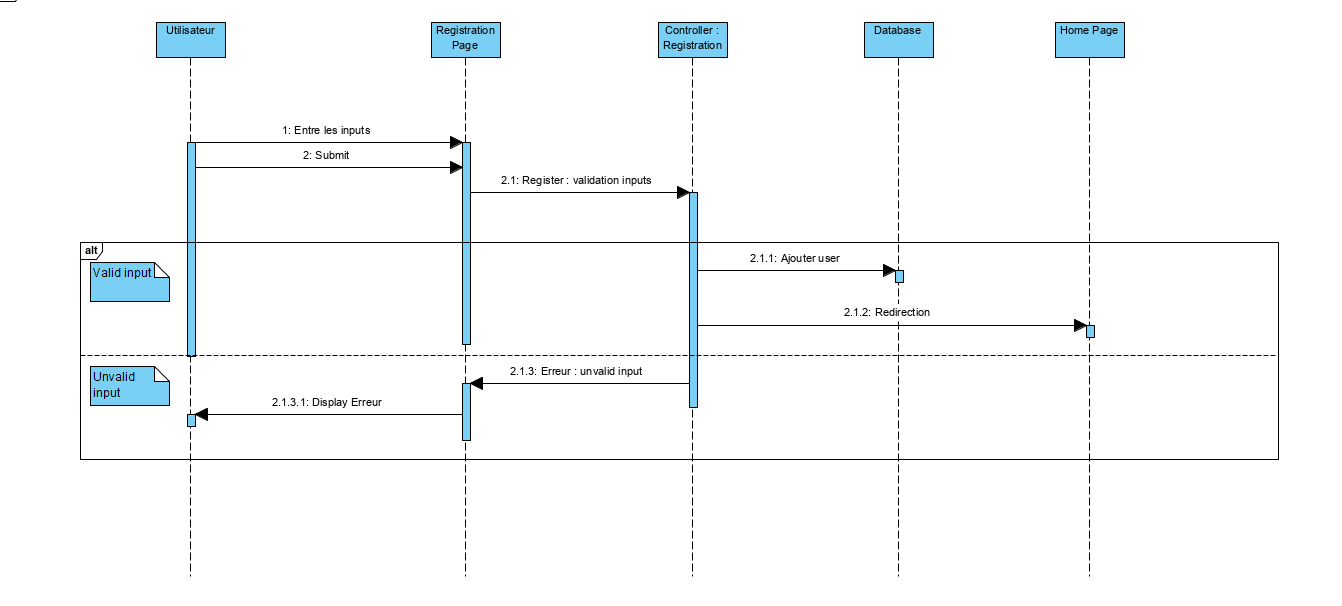 Utilisateur
Registration
Page
Controller :
Registration
Database
Home Page
1: Entre les inputs
2: Submit
2.1: Register : validation inputs
alt
Valid input
2.1.1: Ajouter user
2.1.2: Redirection
Unvalid
input
2.1.3: Erreur : unvalid input
2.1.3.1: Display Erreur